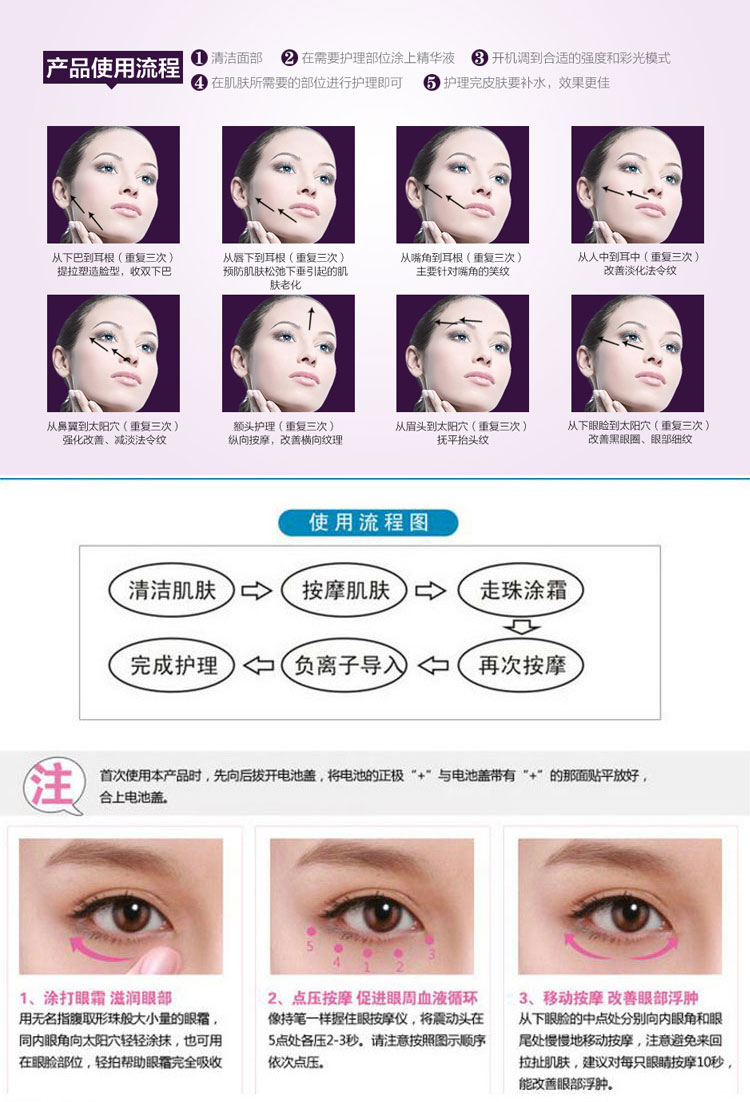 产品使用流程
1 清洁面部 2 在需要护理部位涂上精华液 3 开机调到合适的强度和彩光模式
4 在肌肤所需要的部位进行护理即可 5 护理完皮肤要补水，效果更佳
从下巴到耳根（重复三次）
提拉塑造脸型，收双下巴
从唇下到耳根（重复三次）
预防肌肤松弛下垂引起的肌
肤老化
从嘴角到耳根（重复三次）
主要针对嘴角的笑纹
从人中到耳中（重复三次）
改善淡化法令纹
从鼻翼到太阳穴（重复三次）
强化改善、减淡法令纹
额头护理（重复三次）
纵向按摩，改善横向纹理
从眉头到太阳穴（重复三次）
抚平抬头纹
从下眼睑到太阳穴（重复三次）
改善黑眼圈、眼部细纹
使用流程图
清洁肌肤
按摩肌肤
走珠涂霜
完成护理
负离子导入
再次按摩
注
首次使用本产品时，先向后拔开电池盖，将电池的正极“+”与电池盖带有“+”的那面贴平放好，
合上电池盖。
1、涂打眼霜 滋润眼部
用无名指腹取形珠般大小量的眼霜，
同内眼角向太阳穴轻轻涂抹，也可用
在眼脸部位，轻拍帮助眼霜完全吸收
5
4
1
2
3
2、点压按摩 促进眼周血液循环
像持笔一样握住眼按摩仪，将震动头在
5点处各压2-3秒。请注意按照图示顺序
依次点压。
3、移动按摩 改善眼部浮肿
从下眼脸的中点处分别向内眼角和眼
尾处慢慢地移动按摩，注意避免来回
拉扯肌肤，建议对每只眼睛按摩10秒，
能改善眼部浮肿。